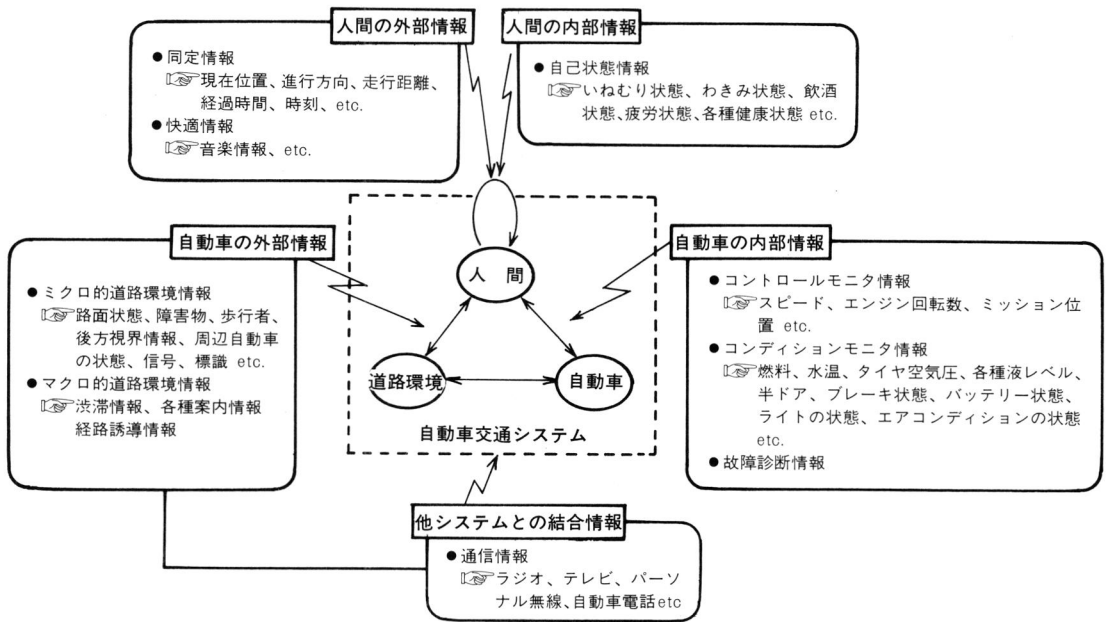 人間の外部情報
●同定情報
☞現在位置、進行方向、走行距離、
経過時間、時刻、etc.
●快適情報
☞音楽情報、etc.
人間の内部情報
●自己状態情報
☞いねむり状態、わきみ状態、飲酒
状態、疲労状態、各種健康状態 etc.
自動車の外部情報
●ミクロ的道路環境情報
☞路面状態、障害物、歩行者、
後方視界情報、周辺自動車
の状態、信号、標識 etc.
●マクロ的道路環境情報
☞渋滞情報、各種案内情報
経路誘導情報
人 間
道路環境
自動車
自動車交通システム
自動車の内部情報
●コントロールモニタ情報
☞スピード、エンジン回転数、ミッション位
置 etc.
●コンディションモニタ情報
☞燃料、水温、タイヤ空気圧、各種液レベル、
半ドア、ブレーキ状態、バッテリー状態、
ライトの状態、エアコンディションの状態
etc.
●故障診断情報
他システムとの結合情報
●通信情報
☞ラジオ、テレビ、パーソ
ナル無線、自動車電話etc